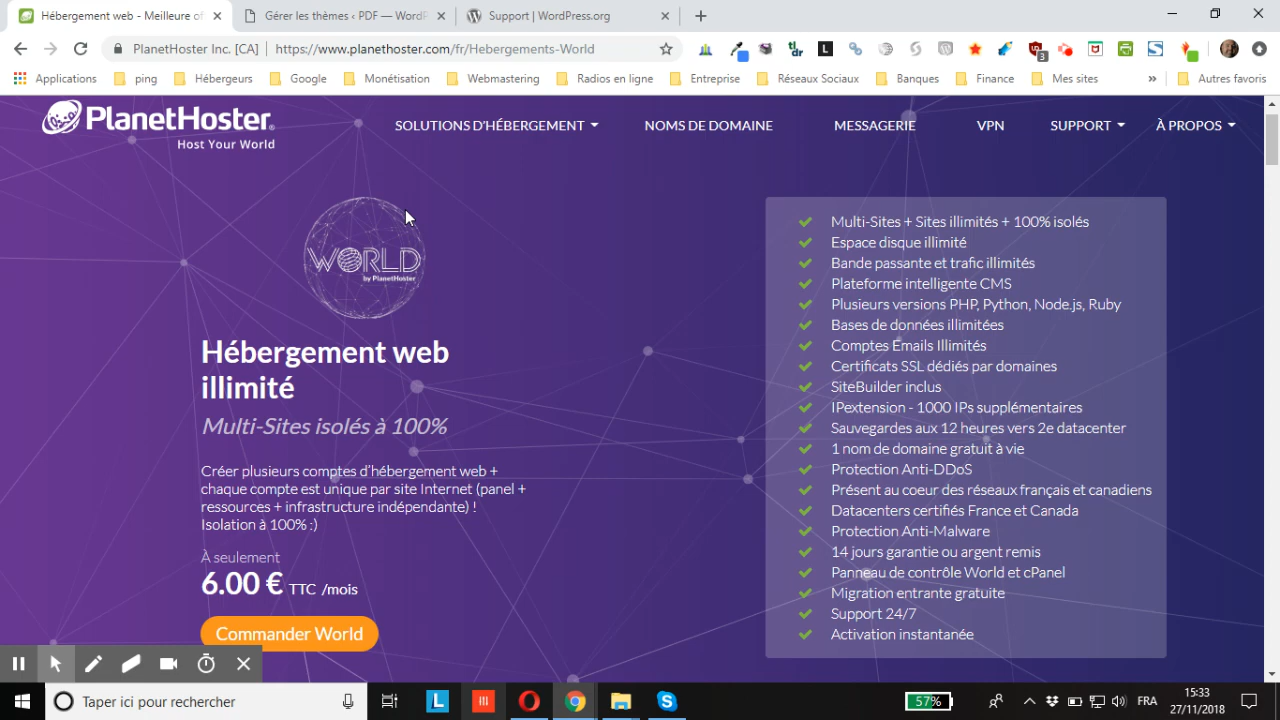 Hébergement web - Meilleure of
Gérer les thèmes ‹ PDF — WordP
Support | WordPress.org
PlanetHoster Inc. [CA] | https://www.planethoster.com/fr/Hebergements-World
tldr
L
3
Applications
ping
Hébergeurs
Google
Monétisation
Webmastering
Radios en ligne
Entreprise
Réseaux Sociaux
Banques
Finance
Mes sites
»
Autres favoris
PlanetHoster
Host Your World
SOLUTIONS D'HÉBERGEMENT
NOMS DE DOMAINE
MESSAGERIE
VPN
SUPPORT
À PROPOS
WORLD
by PlanetHoster
Hébergement web
illimité
Multi-Sites isolés à 100%
Créer plusieurs comptes d'hébergement web +
chaque compte est unique par site Internet (panel +
ressources + infrastructure indépendante) !
Isolation à 100% :)
À seulement
6.00 € TTC /mois
Commander World
Multi-Sites + Sites illimités + 100% isolés
Espace disque illimité
Bande passante et trafic illimités
Plateforme intelligente CMS
Plusieurs versions PHP, Python, Node.js, Ruby
Bases de données illimitées
Comptes Emails Illimités
Certificats SSL dédiés par domaines
SiteBuilder inclus
IPextension - 1000 IPs supplémentaires
Sauvegardes aux 12 heures vers 2e datacenter
1 nom de domaine gratuit à vie
Protection Anti-DDoS
Présent au coeur des réseaux français et canadiens
Datacenters certifiés France et Canada
Protection Anti-Malware
14 jours garantie ou argent remis
Panneau de contrôle World et cPanel
Migration entrante gratuite
Support 24/7
Activation instantanée
Taper ici pour rechercher
L
57%
FRA
15:33
27/11/2018